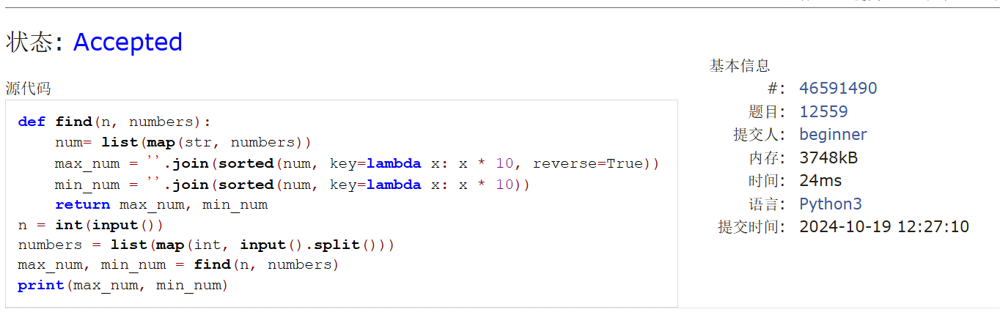 状态: Accepted
源代码
def find(n, numbers):
    num= list(map(str, numbers))
    max_num = ''.join(sorted(num, key=lambda x: x * 10, reverse=True))
    min_num = ''.join(sorted(num, key=lambda x: x * 10))
    return max_num, min_num
n = int(input())
numbers = list(map(int, input().split()))
max_num, min_num = find(n, numbers)
print(max_num, min_num)
基本信息
#: 46591490
题目: 12559
提交人: beginner
内存: 3748kB
时间: 24ms
语言: Python3
提交时间: 2024-10-19 12:27:10